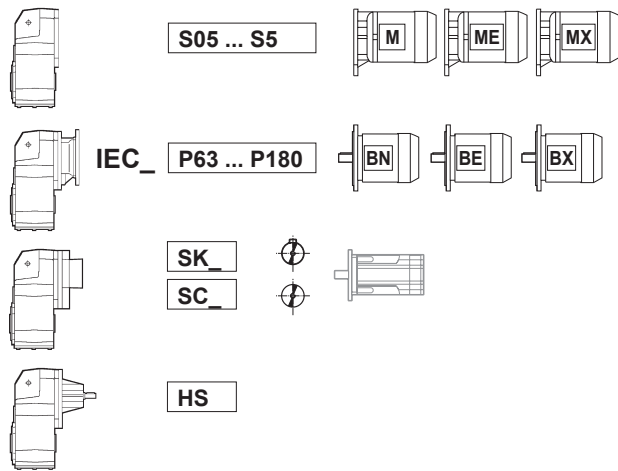 S05 ... S5 M ME MX
IEC_ P63 ... P180 BN BE BX
SK_
SC_
HS